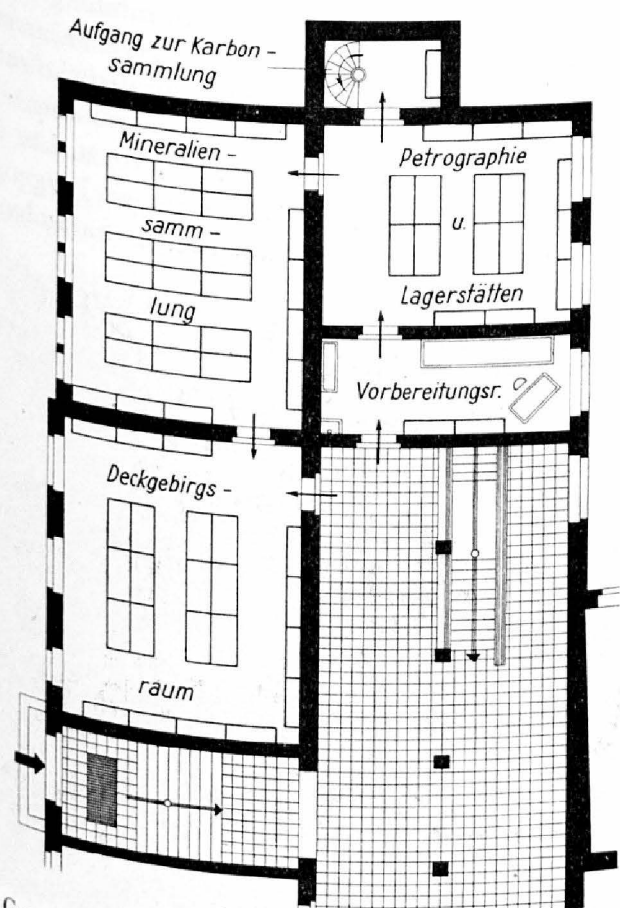 Aufgang zur Karbon -
sammlung
Mineralien -
samm -
lung
Petrographie
u.
Lagerstätten
Vorbereitungsr.
Deckgebirgs -
raum